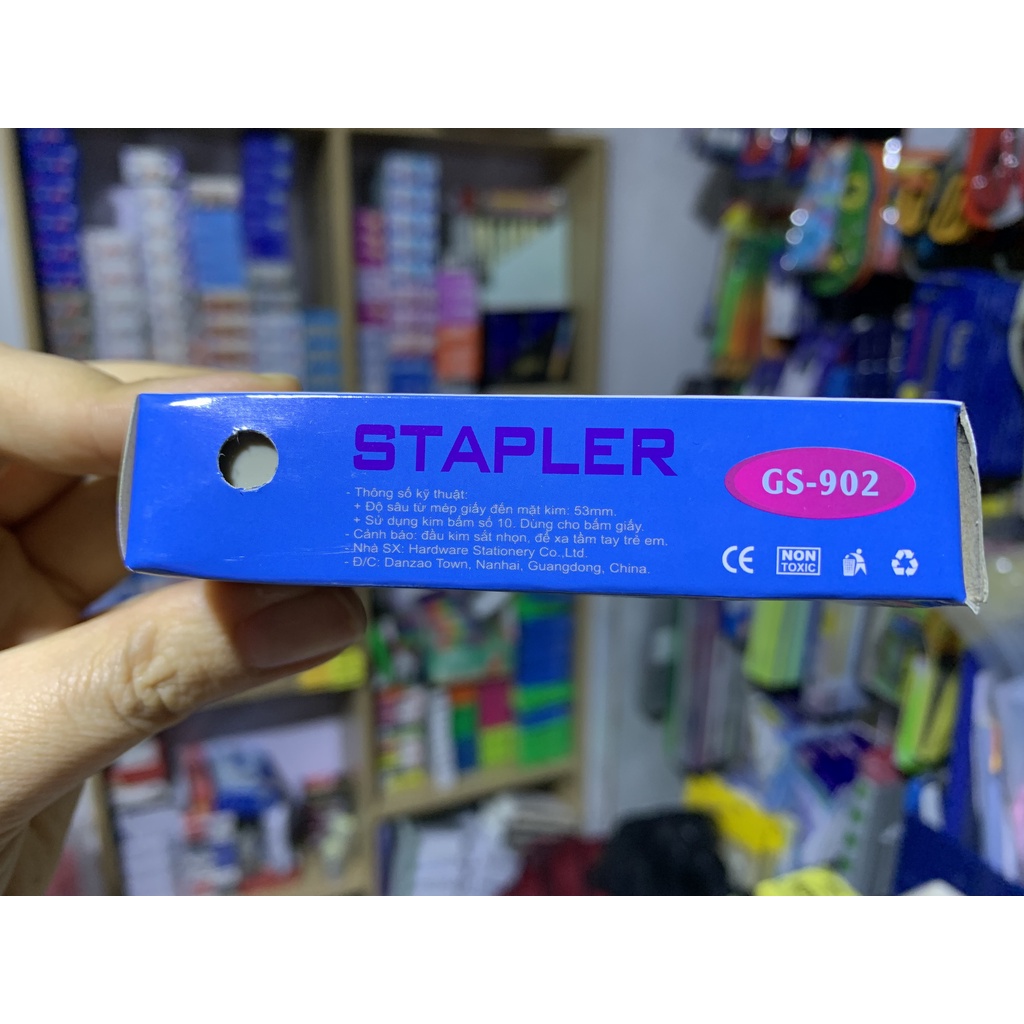 STAPLER
GS-902
- Thông số kỹ thuật:
+ Độ sâu từ mép giấy đến mặt kim: 53mm.
+ Sử dụng kim bấm số 10. Dùng cho bấm giấy.
- Cảnh báo: đầu kim sắt nhọn, để xa tầm tay trẻ em.
- Nhà SX: Hardware Stationery Co.,Ltd.
- Đ/C: Danzao Town, Nanhai, Guangdong, China.
CE
NON
TOXIC